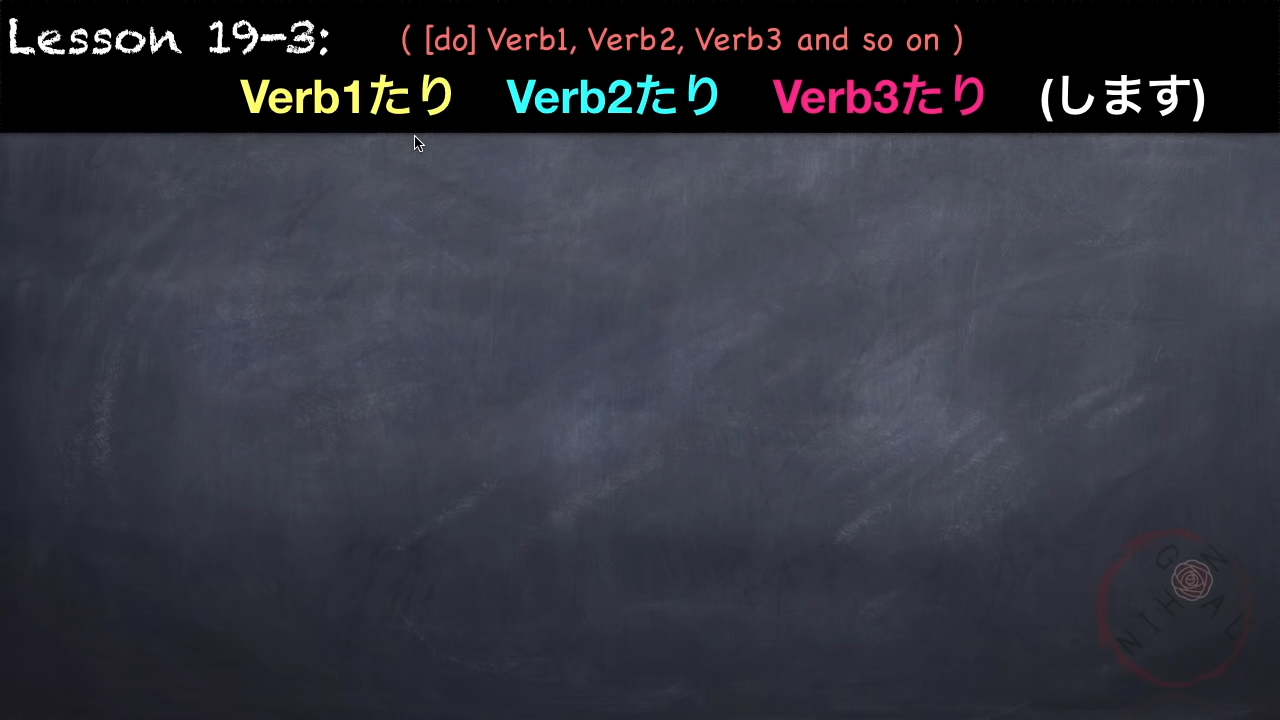 Lesson 19-3: ( [do] Verb1, Verb2, Verb3 and so on )
Verb1たり Verb2たり Verb3たり (します)